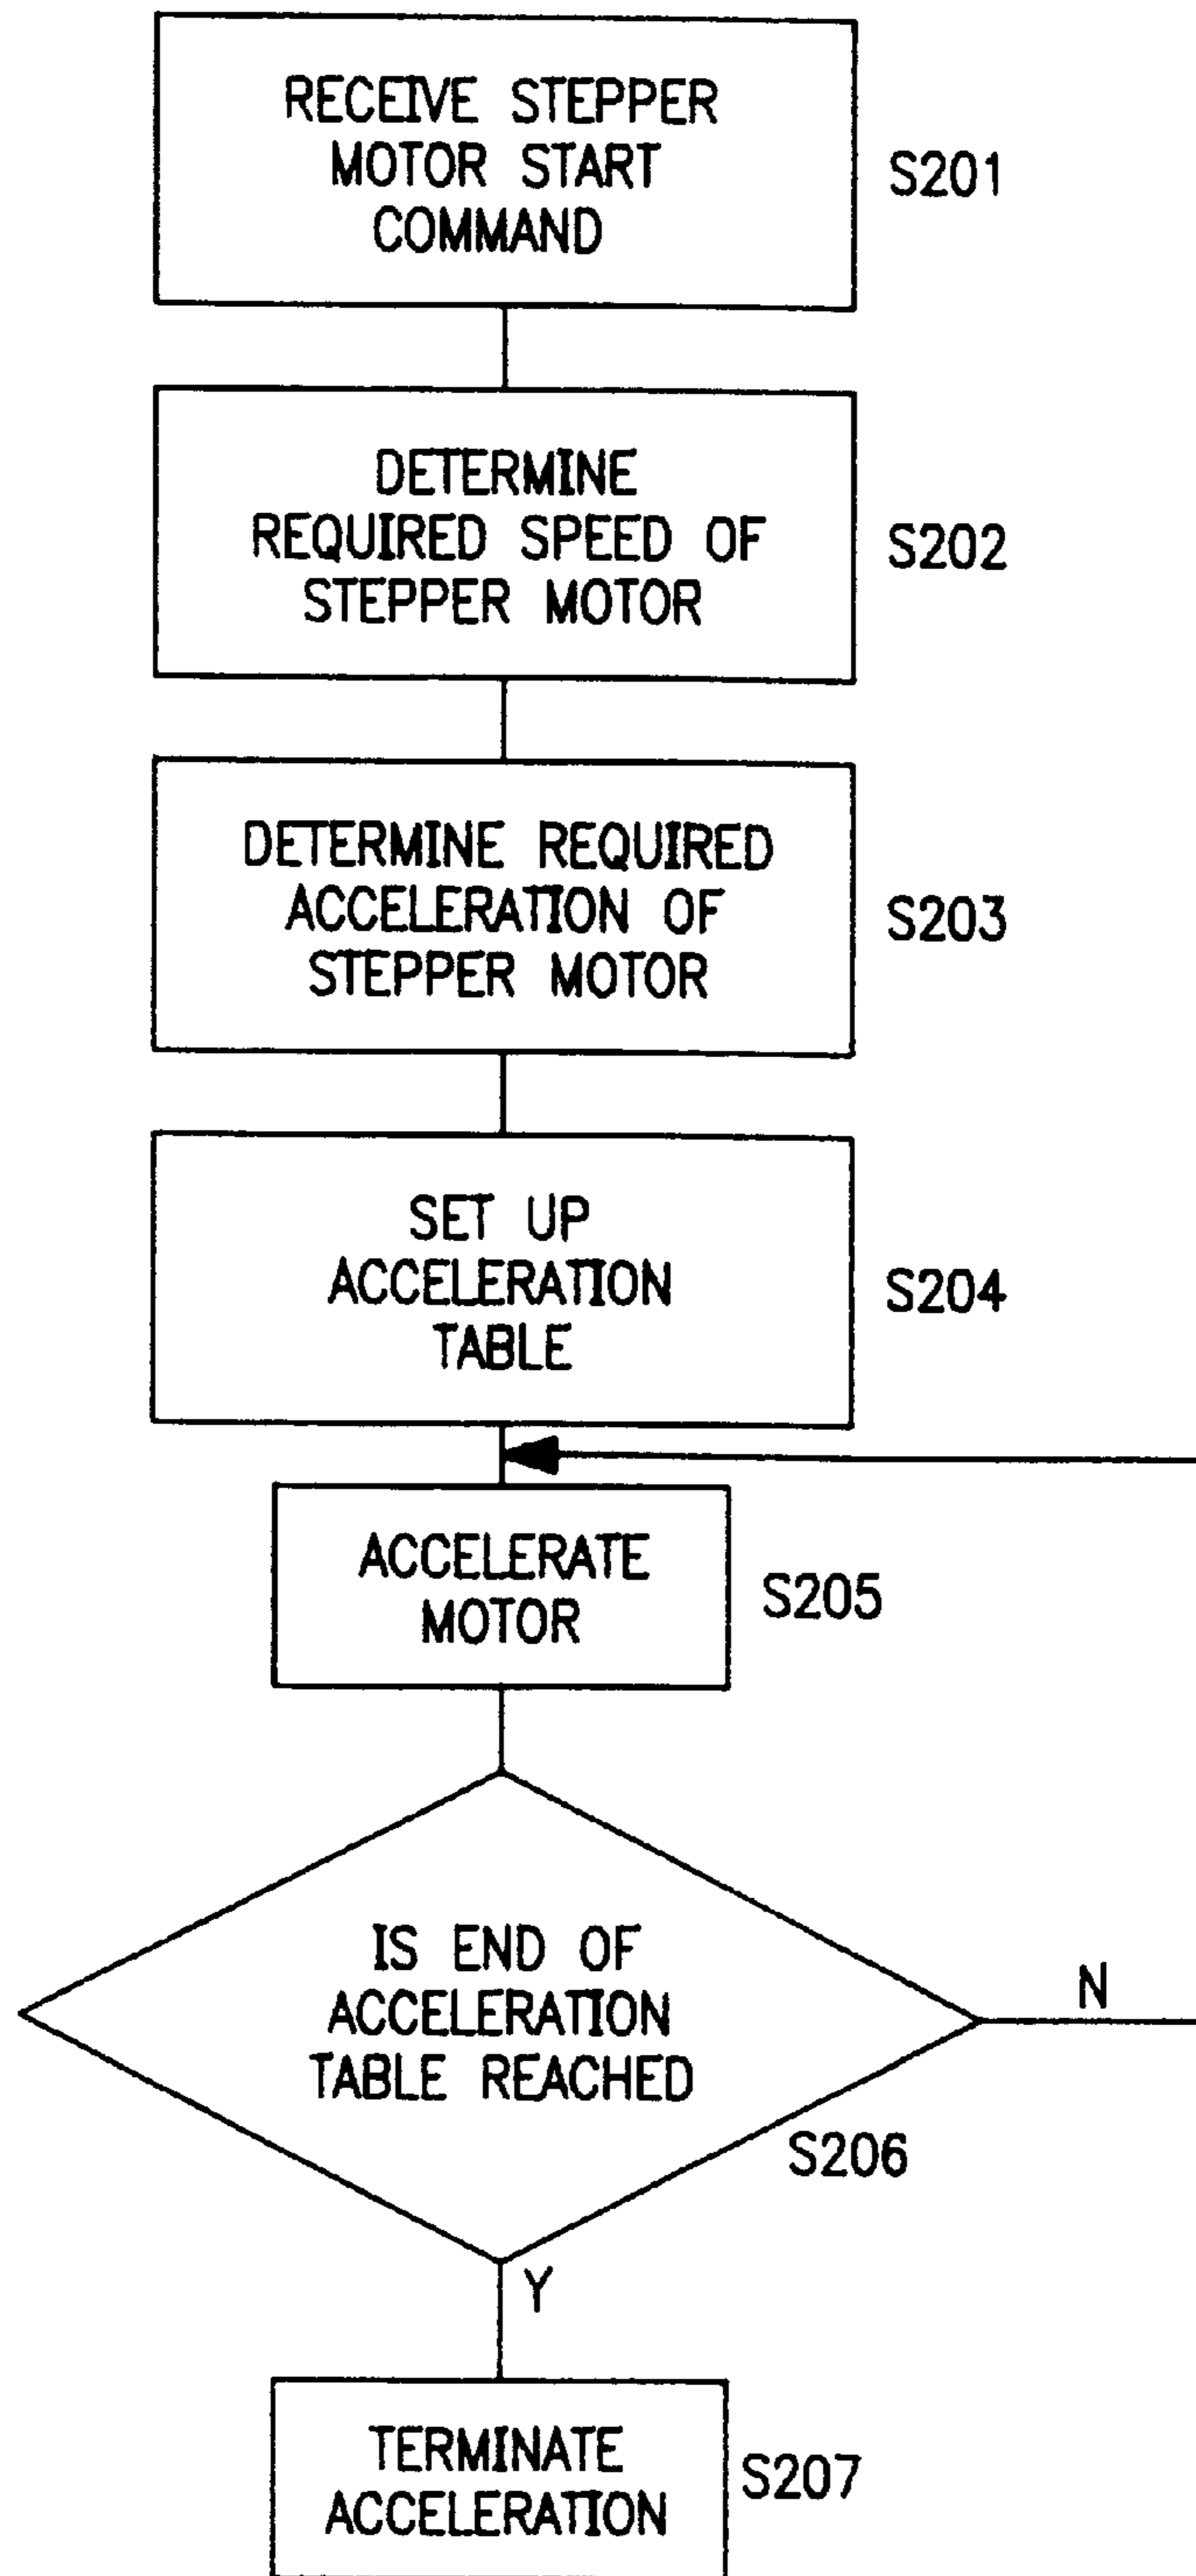 RECEIVE STEPPER
MOTOR START
COMMAND
S201
DETERMINE
REQUIRED SPEED OF
STEPPER MOTOR
S202
DETERMINE REQUIRED
ACCELERATION OF
STEPPER MOTOR
S203
SET UP
ACCELERATION
TABLE
S204
ACCELERATE
MOTOR
S205
IS END OF
ACCELERATION
TABLE REACHED
N
S206
Y
TERMINATE
ACCELERATION
S207